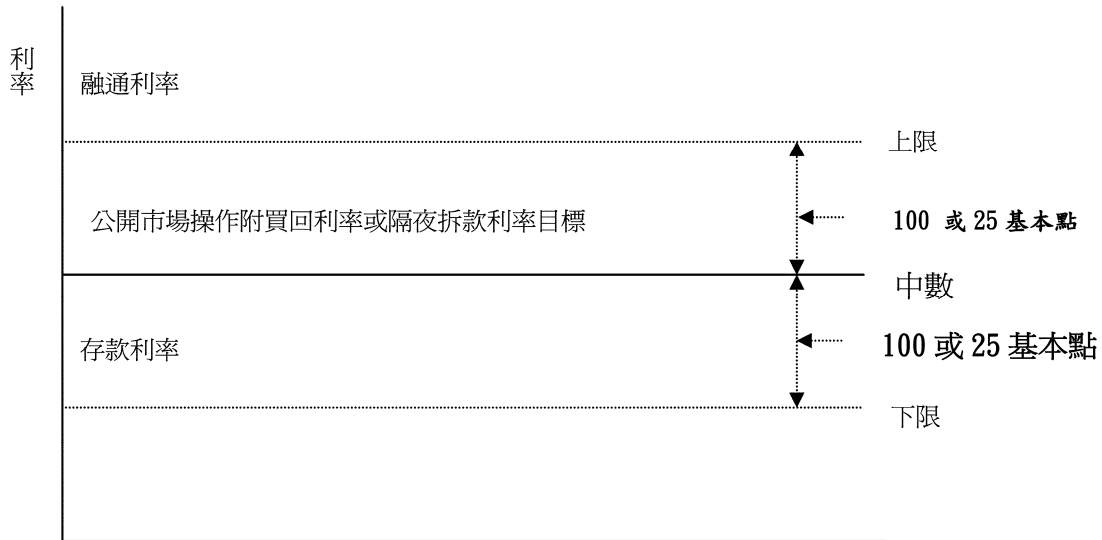 利率
融通利率
上限
公開市場操作附買回利率或隔夜拆款利率目標
100 或 25 基本點
中數
存款利率
100 或 25 基本點
下限